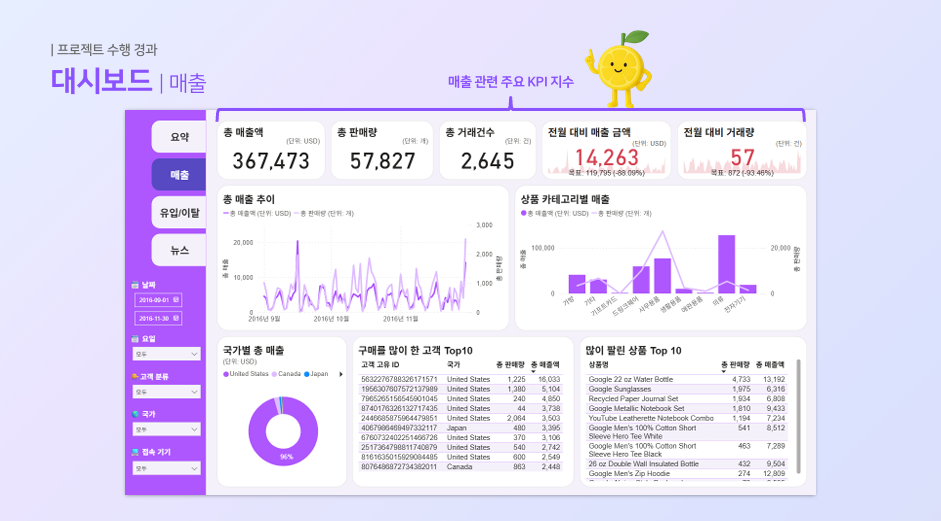 | 프로젝트 수행 경과
대시보드 | 매출
매출 관련 주요 KPI 지수
요약
매출
유입/이탈
뉴스
날짜
2016-09-01
2016-11-30
요일
모두
고객 분류
모두
국가
모두
접속 기기
모두
총 매출액
(단위: USD)
367,473
총 판매량
(단위: 개)
57,827
총 거래건수
(단위: 건)
2,645
전월 대비 매출 금액
(단위: USD)
14,263
목표: 119,795 (-88.09%)
전월 대비 거래량
(단위: 건)
57
목표: 872 (-93.46%)
총 매출 추이
총 매출액 (단위: USD) 총 판매량 (단위: 개)
20,000
10,000
0
총 매출
3,000
2,000
1,000
0
총 판매량
2016년 9월 2016년 10월 2016년 11월
상품 카테고리별 매출
총 매출액 (단위: USD) 총 판매량 (단위: 개)
100,000
0
총 매출
20,000
0
총 판매량
가방 기타 기프트카드 드링크웨어 사무용품 생활용품 애완용품 의류 전자기기
국가별 총 매출
(단위: USD)
United States Canada Japan
96%
구매를 많이 한 고객 Top10
고객 고유 ID 국가 총 판매량 총 매출액
5632276788326171571 United States 1,225 16,033
1956307607572137989 United States 1,380 5,104
7965265156545901045 United States 240 4,850
8740176326132717435 United States 44 3,738
2446685875964479851 United States 2,064 3,503
4067986469497332117 Japan 480 3,395
6760732402251466726 United States 370 3,106
2517364798811740879 United States 540 2,742
8161635015929084485 United States 600 2,549
8076486872734382011 Canada 863 2,448
많이 팔린 상품 Top 10
상품명 총 판매량 총 매출액
Google 22 oz Water Bottle 4,733 13,192
Google Sunglasses 1,975 6,316
Recycled Paper Journal Set 1,934 6,808
Google Metallic Notebook Set 1,810 9,433
YouTube Leatherette Notebook Combo 1,194 7,234
Google Men's 100% Cotton Short 541 8,512
Sleeve Hero Tee White
Google Men's 100% Cotton Short 463 7,289
Sleeve Hero Tee Black
26 oz Double Wall Insulated Bottle 432 9,504
Google Men's Zip Hoodie 274 12,809